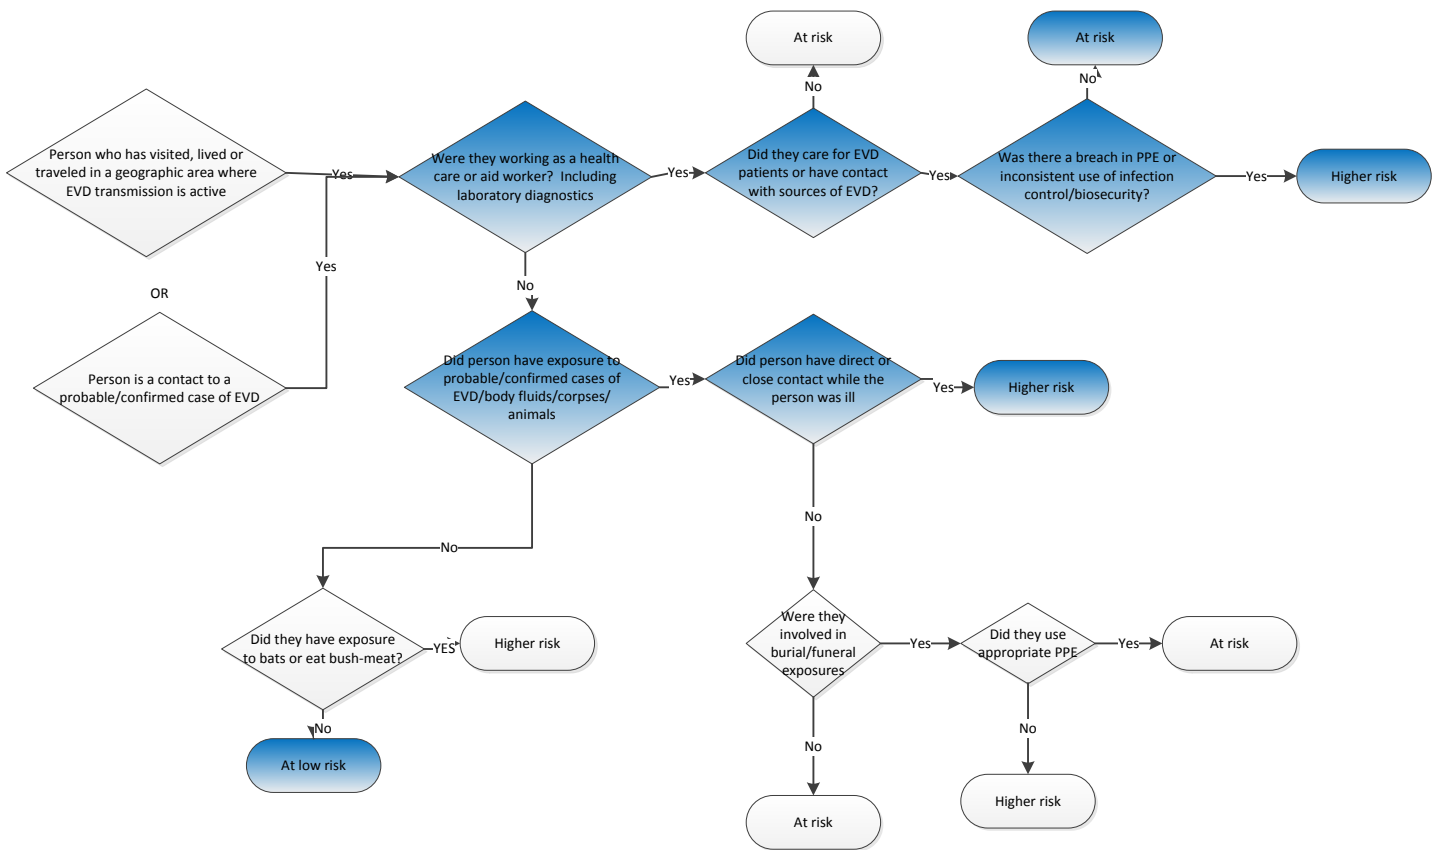 At risk
At risk
No
No
Person who has visited, lived or
traveled in a geographic area where
EVD transmission is active
Yes
Were they working as a health
care or aid worker?  Including
laboratory diagnostics
Yes
Did they care for EVD
patients or have contact
with sources of EVD?
Yes
Was there a breach in PPE or
inconsistent use of infection
control/biosecurity?
Yes
Higher risk
Yes
OR
No
Person is a contact to a
probable/confirmed case of EVD
Did person have exposure to
probable/confirmed cases of
EVD/body fluids/corpses/
animals
Yes
Did person have direct or
close contact while the
person was ill
Yes
Higher risk
No
No
Did they have exposure
to bats or eat bush-meat?
YES
Higher risk
Were they
involved in
burial/funeral
exposures
Yes
Did they use
appropriate PPE
Yes
At risk
No
No
No
At low risk
Higher risk
At risk